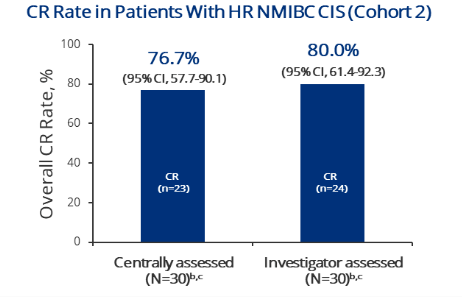 CR Rate in Patients With HR NMIBC CIS (Cohort 2)
Overall CR Rate, %
100
80
60
40
20
0
76.7%
(95% CI, 57.7-90.1)
80.0%
(95% CI, 61.4-92.3)
CR
(n=23)
CR
(n=24)
Centrally assessed
(N=30)ᵇ,ᶜ
Investigator assessed
(N=30)ᵇ,ᶜ